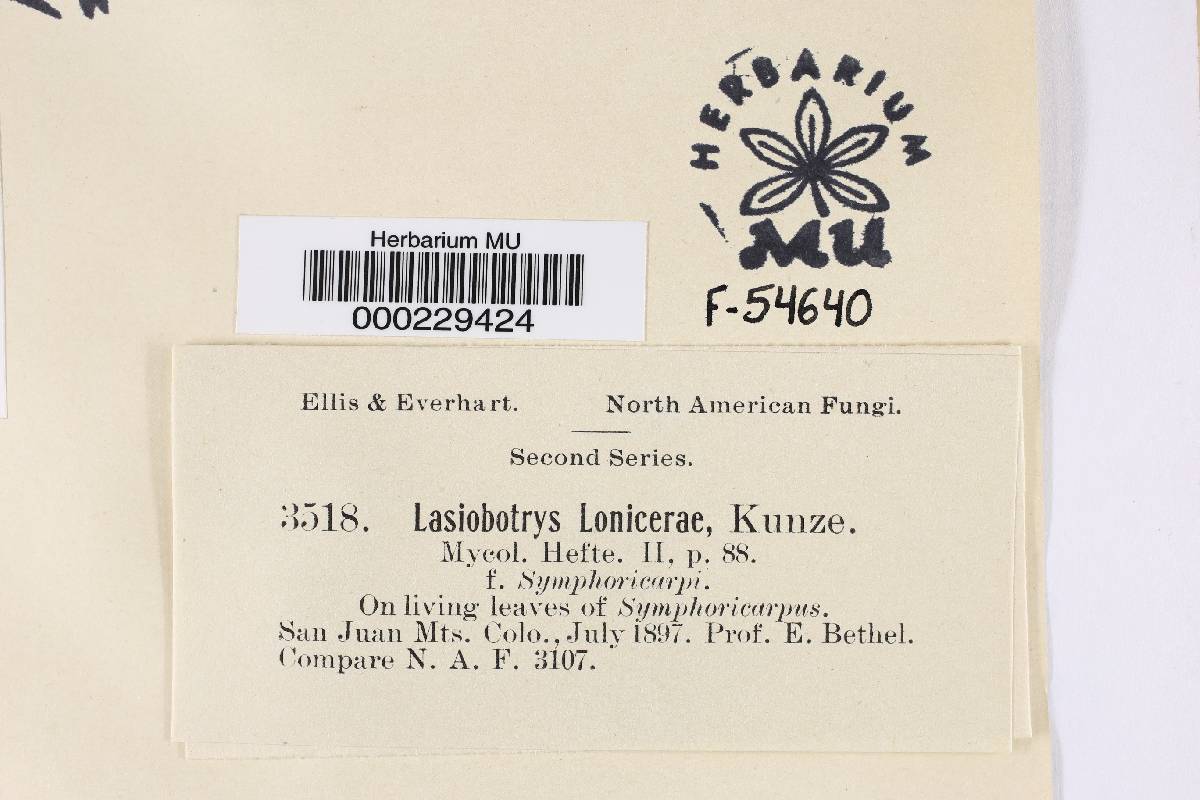 HERBARIUM
MU
F-54640
Herbarium MU
000229424
Ellis & Everhart. North American Fungi.
Second Series.
3518. Lasiobotrys Lonicerae, Kunze.
Mycol. Hefte. II, p. 88.
f. Symphoricarpi.
On living leaves of Symphoricarpus.
San Juan Mts. Colo., July 1897. Prof. E. Bethel.
Compare N. A. F. 3107.